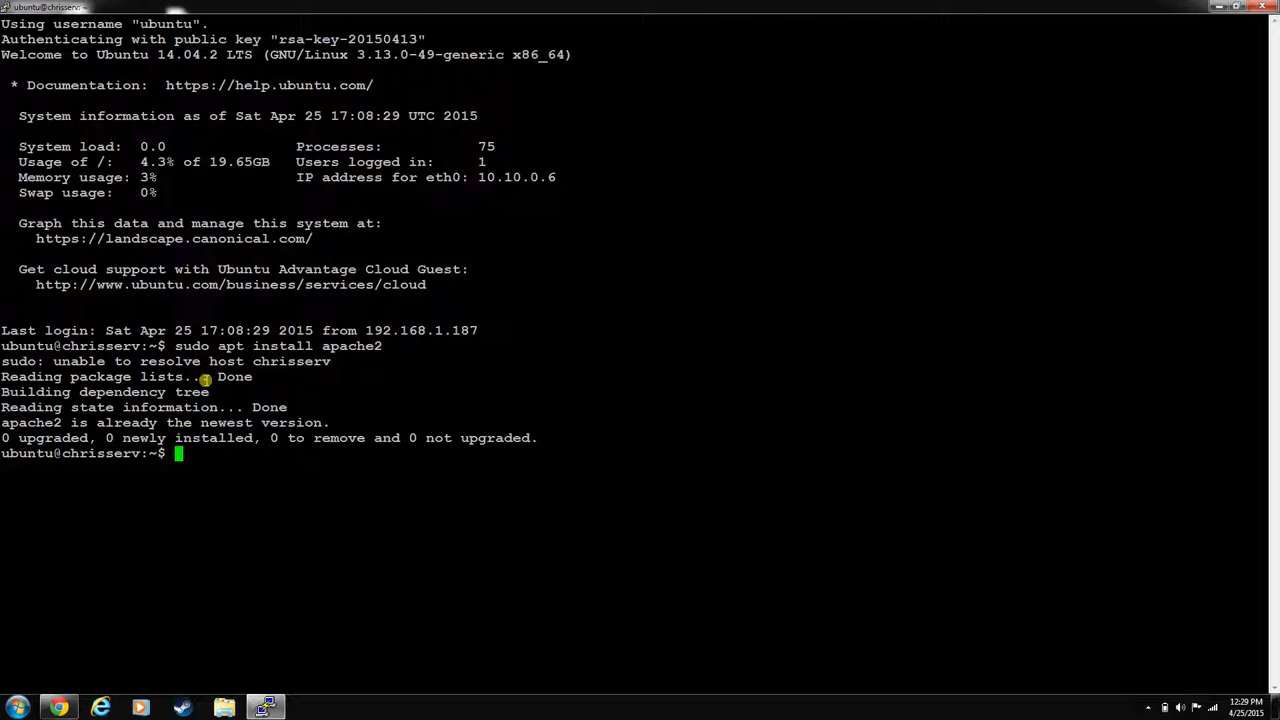 ubuntu@chrisserv: ~
Using username "ubuntu".
Authenticating with public key "rsa-key-20150413"
Welcome to Ubuntu 14.04.2 LTS (GNU/Linux 3.13.0-49-generic x86_64)
* Documentation:  https://help.ubuntu.com/
System information as of Sat Apr 25 17:08:29 UTC 2015
System load:  0.0               Processes:           75
Usage of /:   4.3% of 19.65GB   Users logged in:     1
Memory usage: 3%                IP address for eth0: 10.10.0.6
Swap usage:   0%
Graph this data and manage this system at:
https://landscape.canonical.com/
Get cloud support with Ubuntu Advantage Cloud Guest:
http://www.ubuntu.com/business/services/cloud
Last login: Sat Apr 25 17:08:29 2015 from 192.168.1.187
ubuntu@chrisserv:~$ sudo apt install apache2
sudo: unable to resolve host chrisserv
Reading package lists... Done
Building dependency tree
Reading state information... Done
apache2 is already the newest version.
0 upgraded, 0 newly installed, 0 to remove and 0 not upgraded.
ubuntu@chrisserv:~$
12:29 PM
4/25/2015